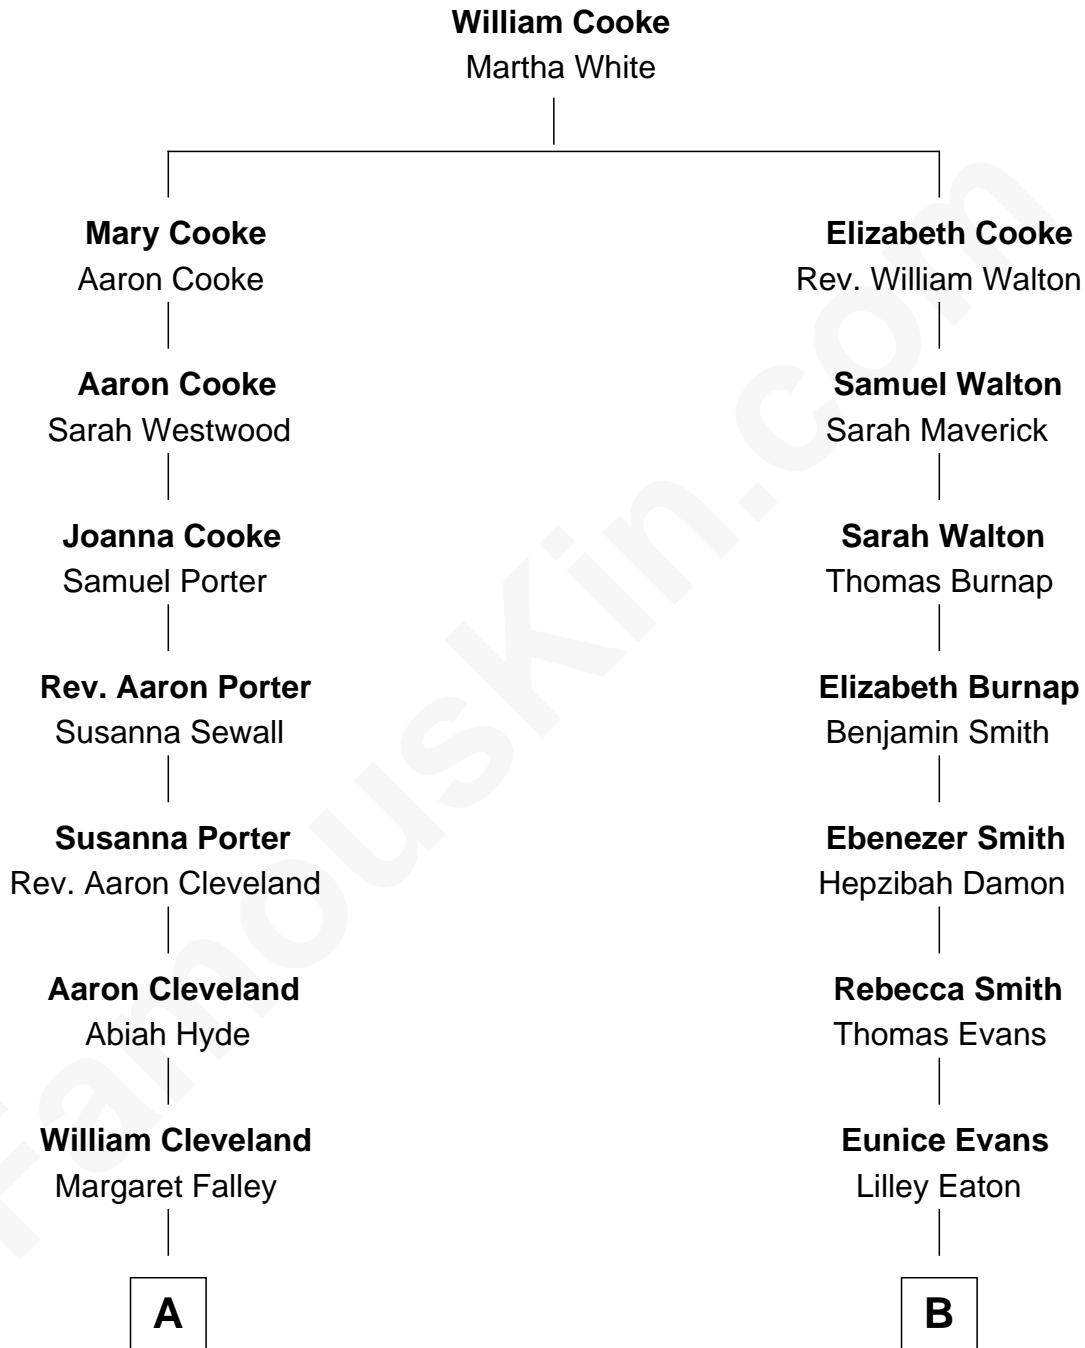 William Cooke
Martha White
Mary Cooke
Aaron Cooke
Elizabeth Cooke
Rev. William Walton
Aaron Cooke
Sarah Westwood
Samuel Walton
Sarah Maverick
Joanna Cooke
Samuel Porter
Sarah Walton
Thomas Burnap
Rev. Aaron Porter
Susanna Sewall
Elizabeth Burnap
Benjamin Smith
Susanna Porter
Rev. Aaron Cleveland
Ebenezer Smith
Hepzibah Damon
Aaron Cleveland
Abiah Hyde
Rebecca Smith
Thomas Evans
William Cleveland
Margaret Falley
Eunice Evans
Lilley Eaton
A
B
FamousKin.com